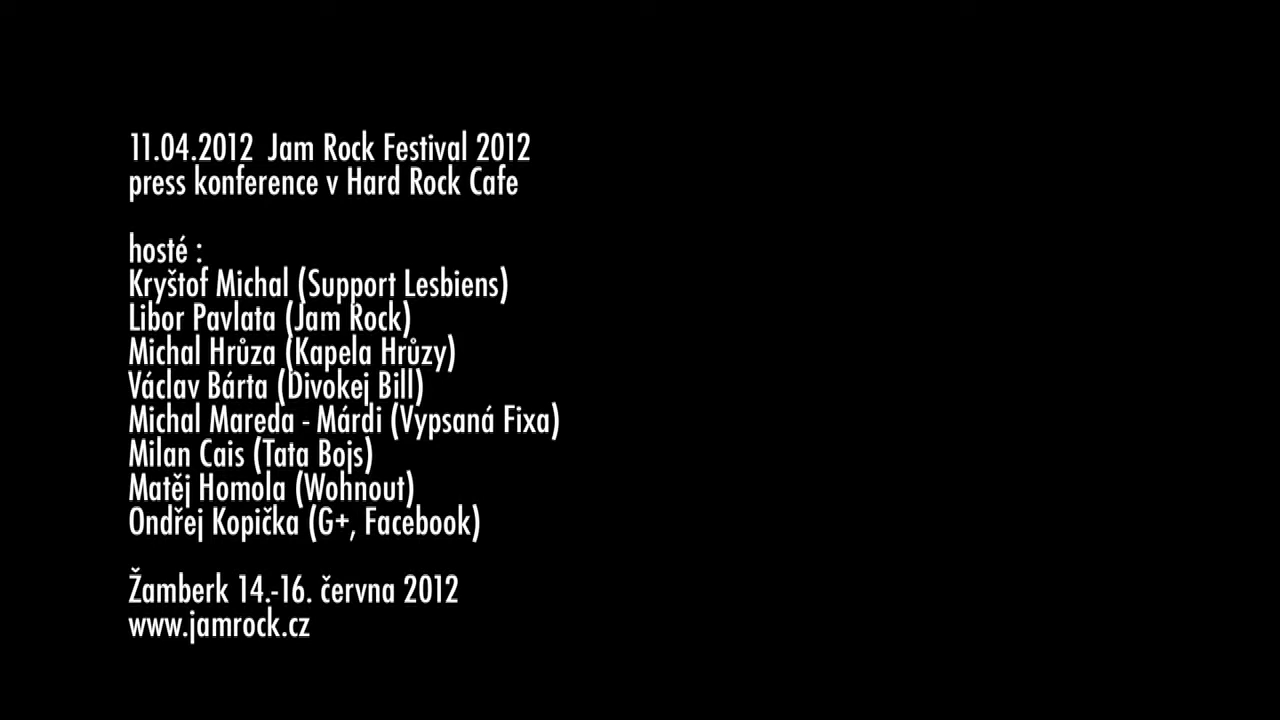 11.04.2012 Jam Rock Festival 2012
press konference v Hard Rock Cafe
hosté :
Kryštof Michal (Support Lesbiens)
Libor Pavlata (Jam Rock)
Michal Hrůza (Kapela Hrůzy)
Václav Bárta (Divokej Bill)
Michal Mareda - Márdi (Vypsaná Fixa)
Milan Cais (Tata Bojs)
Matěj Homola (Wohnout)
Ondřej Kopička (G+, Facebook)
Žamberk 14.-16. června 2012
www.jamrock.cz